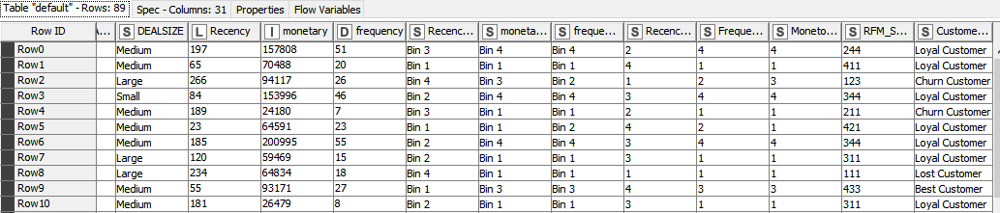 Table "default" - Rows: 89 Spec - Columns: 31 Properties Flow Variables
Row ID A... S DEALSIZE L Recency I monetary D frequency S Recenc... S moneta... S freque... S Recenc... S Freque... S Moneto... S RFM_S... S Custome...
Row0 Medium 197 157808 51 Bin 3 Bin 4 Bin 4 2 4 4 244 Loyal Customer
Row1 Medium 65 70488 20 Bin 1 Bin 1 Bin 1 4 1 1 411 Loyal Customer
Row2 Large 266 94117 26 Bin 4 Bin 3 Bin 2 1 2 3 123 Churn Customer
Row3 Small 84 153996 46 Bin 2 Bin 4 Bin 4 3 4 4 344 Loyal Customer
Row4 Medium 189 24180 7 Bin 3 Bin 1 Bin 1 2 1 1 211 Churn Customer
Row5 Medium 23 64591 23 Bin 1 Bin 1 Bin 2 4 2 1 421 Loyal Customer
Row6 Medium 185 200995 55 Bin 2 Bin 4 Bin 4 3 4 4 344 Loyal Customer
Row7 Large 120 59469 15 Bin 2 Bin 1 Bin 1 3 1 1 311 Loyal Customer
Row8 Large 234 64834 18 Bin 4 Bin 1 Bin 1 1 1 1 111 Lost Customer
Row9 Medium 55 93171 27 Bin 1 Bin 3 Bin 3 4 3 3 433 Best Customer
Row10 Medium 181 26479 8 Bin 2 Bin 1 Bin 1 3 1 1 311 Loyal Customer